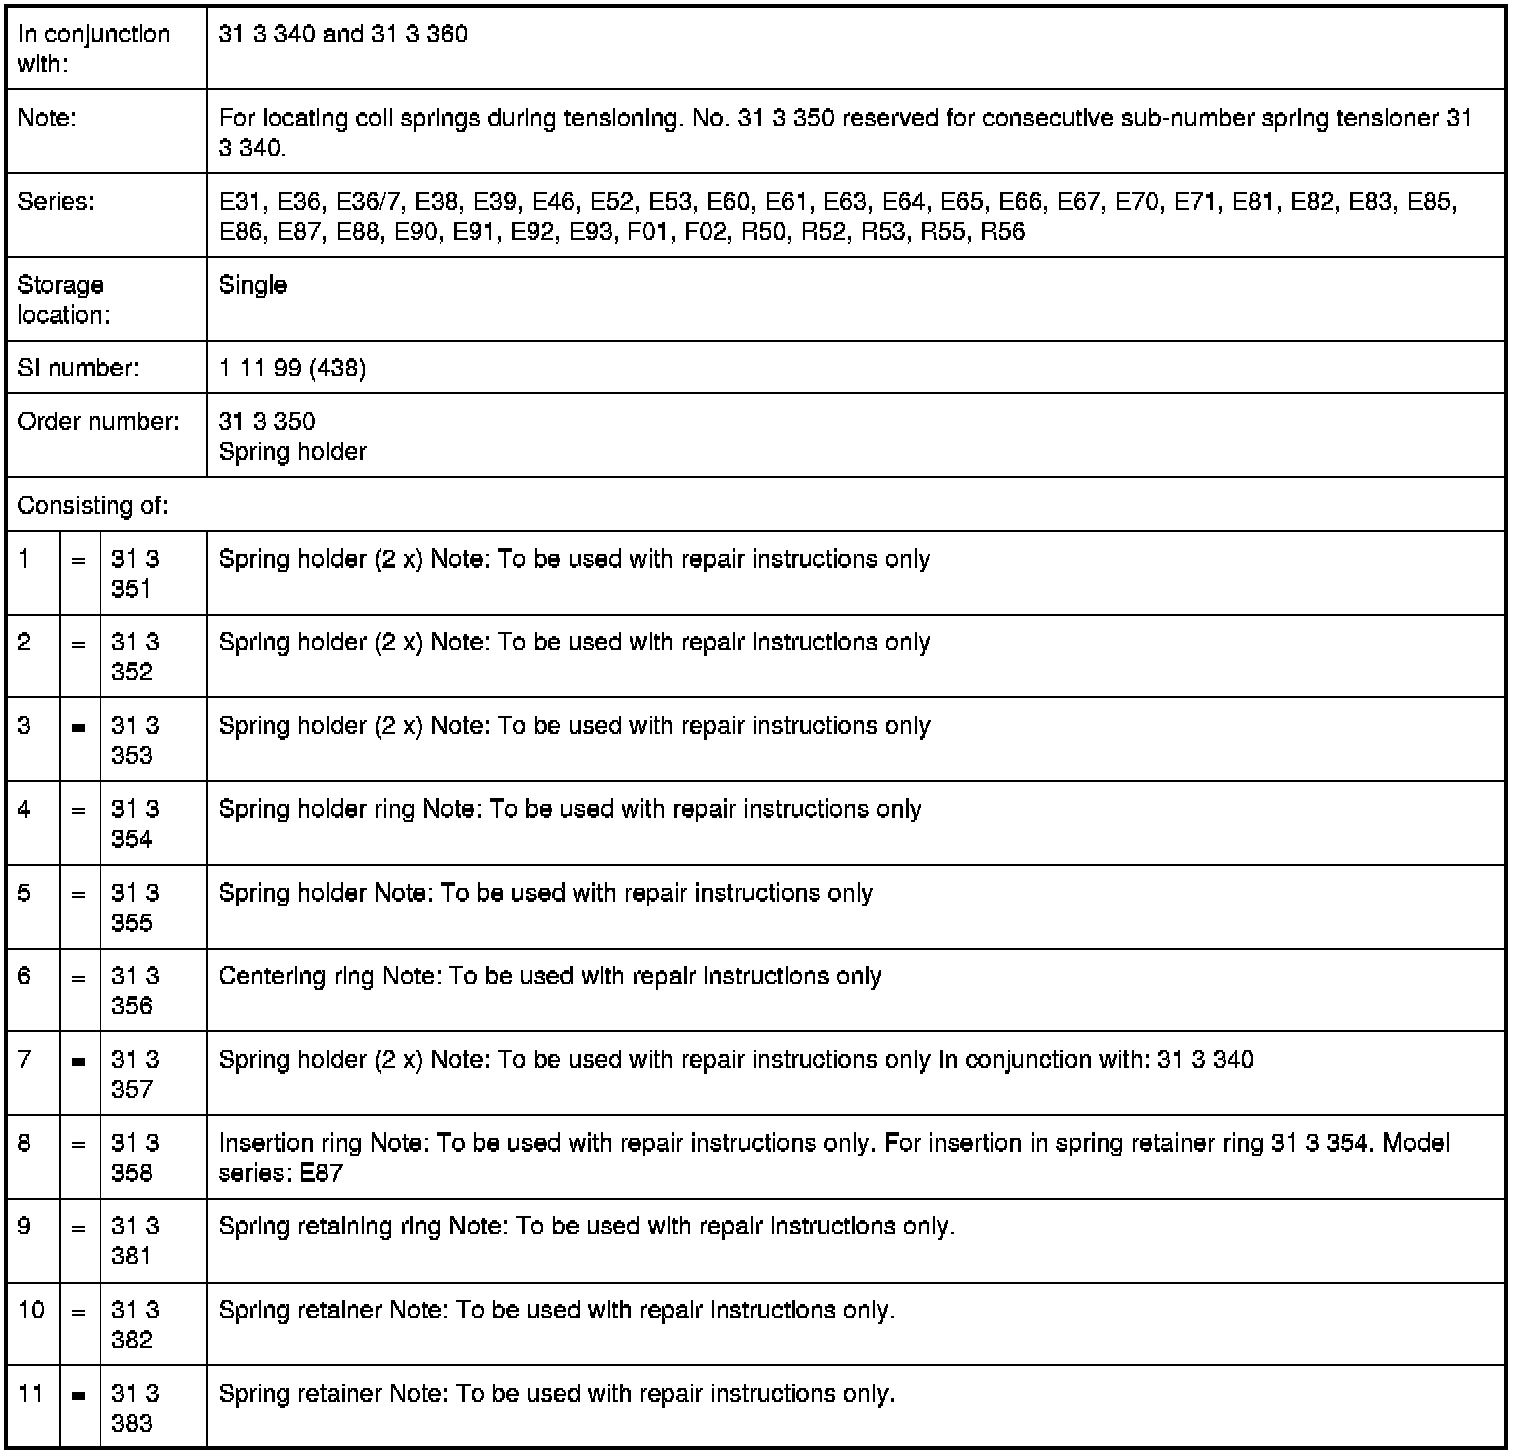 In conjunction 31 3 340 and 31 3 360
with:
Note: For locating coil springs during tensioning. No. 31 3 350 reserved for consecutive sub-number spring tensioner 31
3 340.
Series: E31, E36, E36/7, E38, E39, E46, E52, E53, E60, E61, E63, E64, E65, E66, E67, E70, E71, E81, E82, E83, E85,
E86, E87, E88, E90, E91, E92, E93, F01, F02, R50, R52, R53, R55, R56
Storage Single
location:
SI number: 1 11 99 (438)
Order number: 31 3 350
Spring holder
Consisting of:
1 = 31 3 Spring holder (2 x) Note: To be used with repair instructions only
351
2 = 31 3 Spring holder (2 x) Note: To be used with repair instructions only
352
3 = 31 3 Spring holder (2 x) Note: To be used with repair instructions only
353
4 = 31 3 Spring holder ring Note: To be used with repair instructions only
354
5 = 31 3 Spring holder Note: To be used with repair instructions only
355
6 = 31 3 Centering ring Note: To be used with repair instructions only
356
7 = 31 3 Spring holder (2 x) Note: To be used with repair instructions only In conjunction with: 31 3 340
357
8 = 31 3 Insertion ring Note: To be used with repair instructions only. For insertion in spring retainer ring 31 3 354. Model
358 series: E87
9 = 31 3 Spring retaining ring Note: To be used with repair instructions only.
381
10 = 31 3 Spring retainer Note: To be used with repair instructions only.
382
11 = 31 3 Spring retainer Note: To be used with repair instructions only.
383